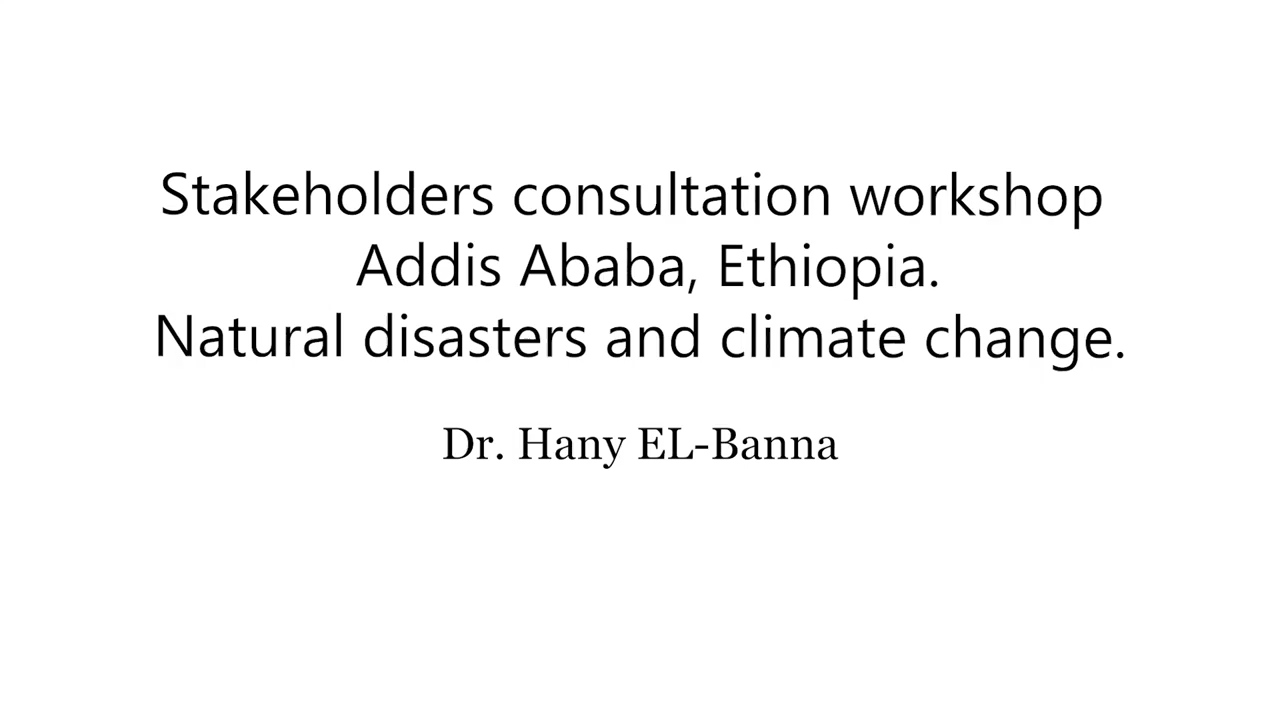 Stakeholders consultation workshop
Addis Ababa, Ethiopia.
Natural disasters and climate change.
Dr. Hany EL-Banna